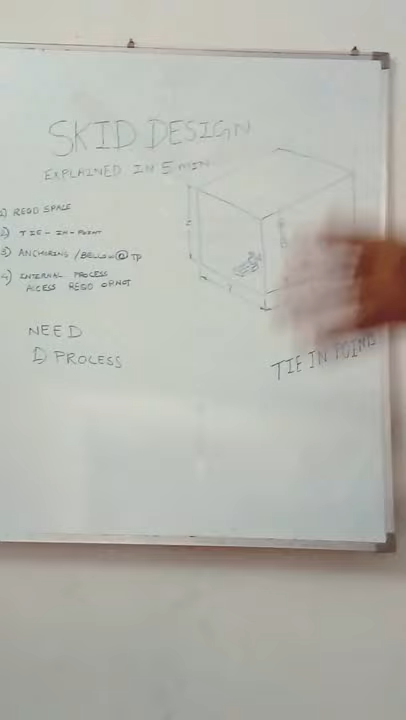 SKID DESIGN
EXPLAINED IN 5 MIN
1) REQD SPACE
2) TIE-IN-POINT
3) ANCHORING / BELLOW @ TP
4) INTERNAL PROCESS
ACCESS REQD OR NOT
NEED
1) PROCESS
TIE IN POINTS